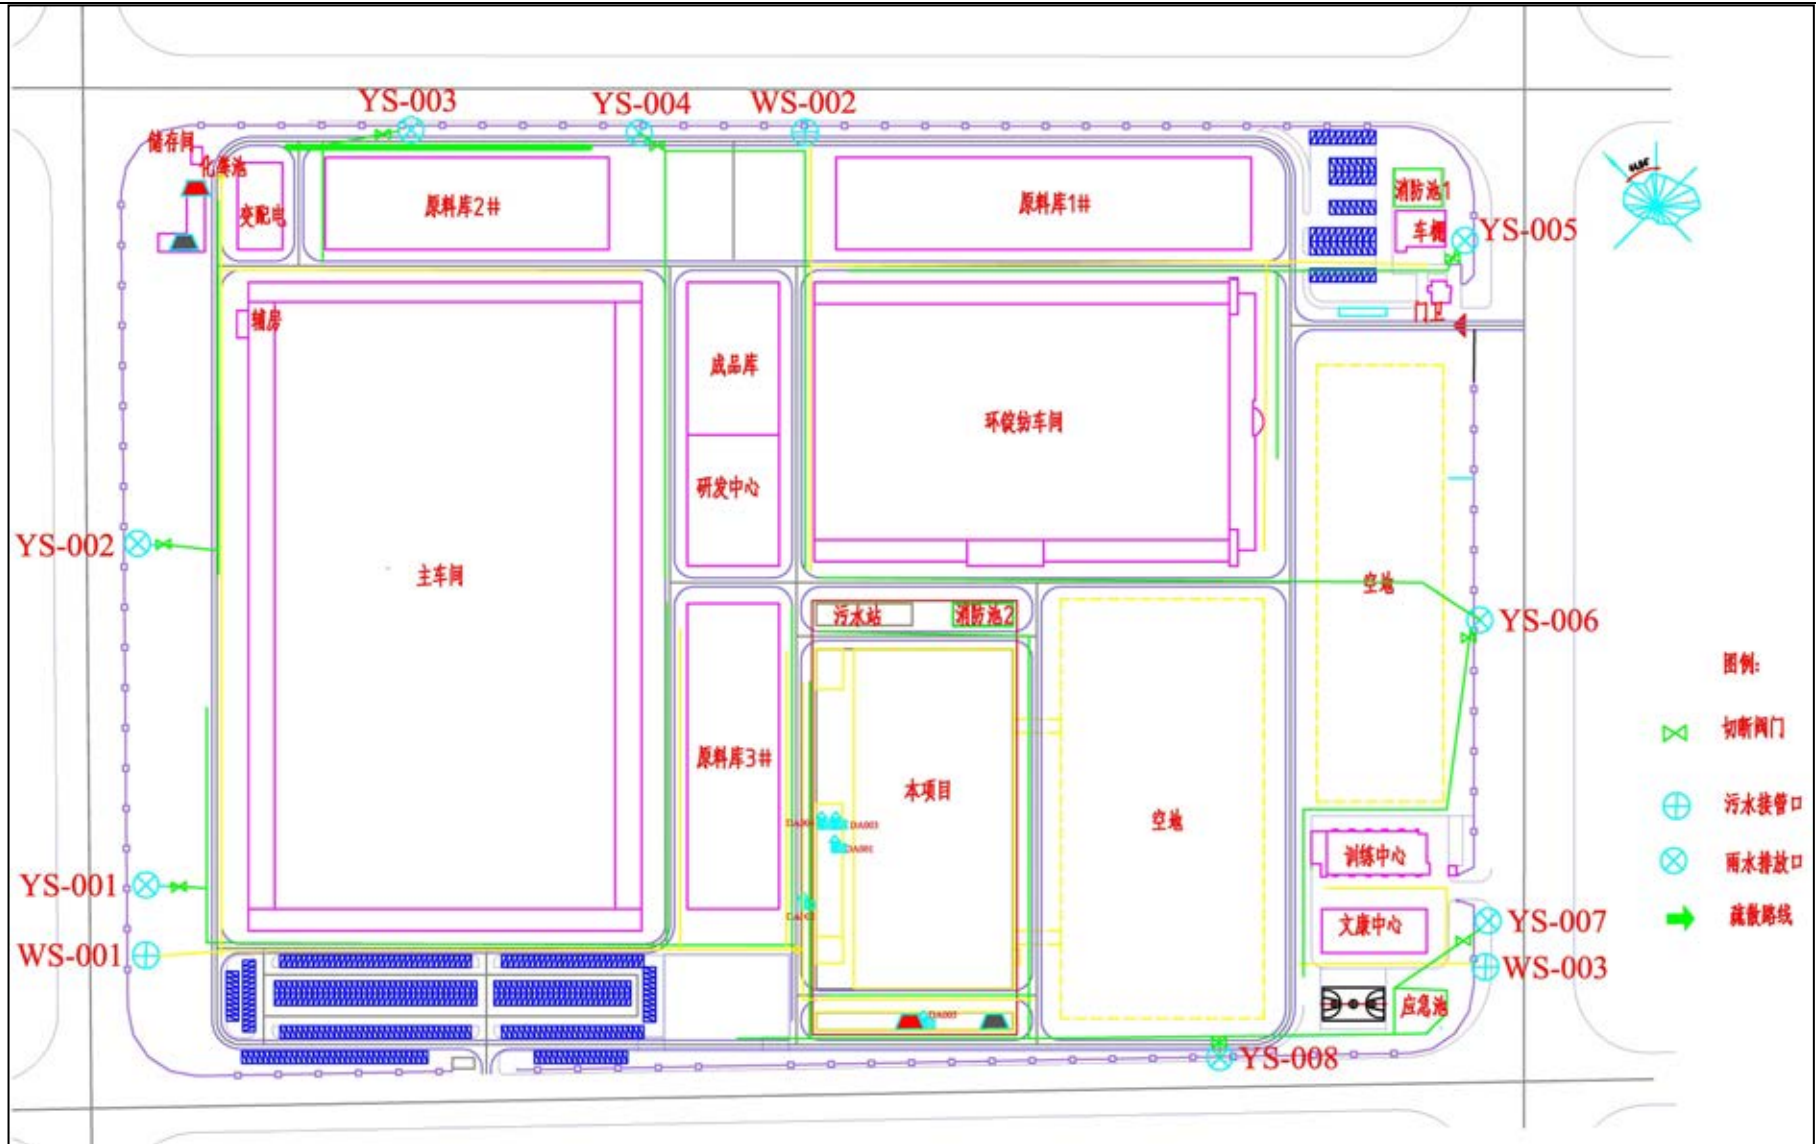 YS-003
YS-004
WS-002
储存间
化粪池
变配电
原料库2#
原料库1#
消防池1
车棚
YS-005
门卫
辅房
成品库
环锭纺车间
研发中心
YS-002
主车间
空地
污水站
消防池2
YS-006
图例:
切断阀门
原料库3#
本项目
空地
污水接管口
DA003
DA001
训练中心
雨水排放口
YS-001
文康中心
YS-007
疏散路线
WS-001
WS-003
应急池
YS-008